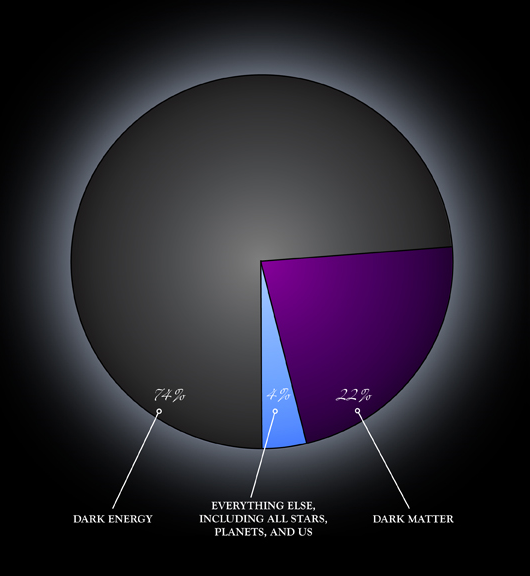 74%
4%
22%
DARK ENERGY
EVERYTHING ELSE,
INCLUDING ALL STARS,
PLANETS, AND US
DARK MATTER